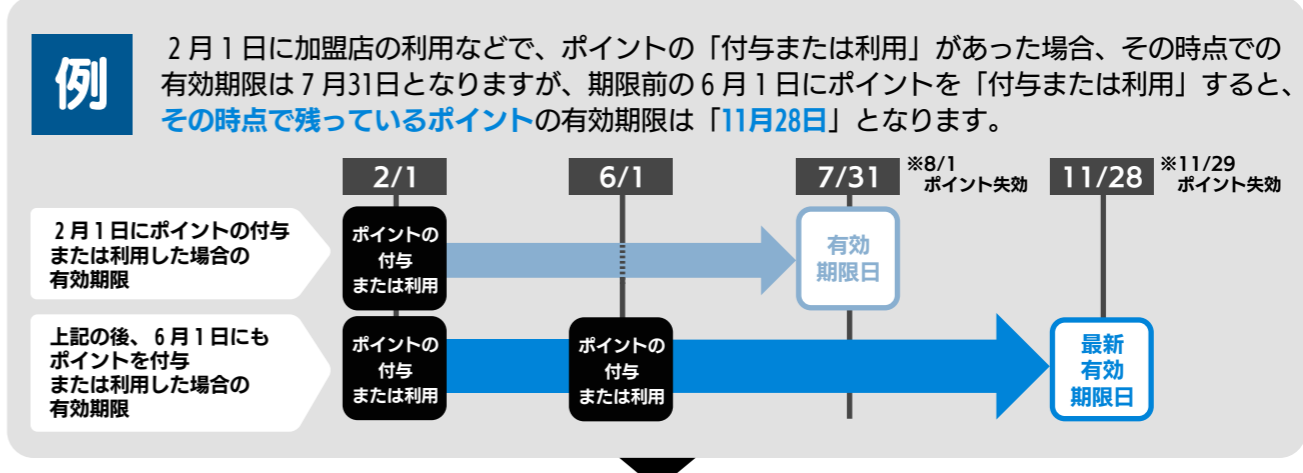 例
2月1日に加盟店の利用などで、ポイントの「付与または利用」があった場合、その時点での
有効期限は7月31日となりますが、期限前の6月1日にポイントを「付与または利用」すると、
その時点で残っているポイントの有効期限は「11月28日」となります。
2/1
6/1
7/31
※8/1
ポイント失効
11/28
※11/29
ポイント失効
2月1日にポイントの付与
または利用した場合の
有効期限
ポイントの
付与
または利用
有効
期限日
上記の後、6月1日にも
ポイントを付与
または利用した場合の
有効期限
ポイントの
付与
または利用
ポイントの
付与
または利用
最新
有効
期限日